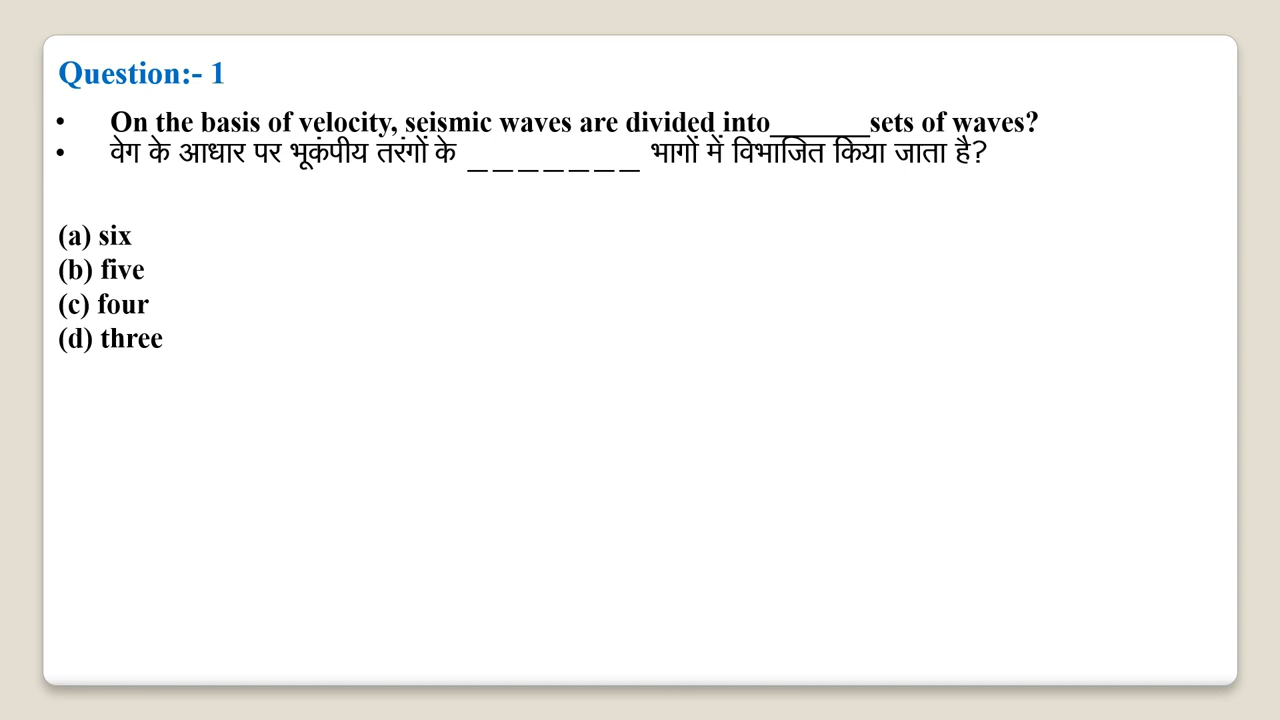 Question:- 1
• On the basis of velocity, seismic waves are divided into_______sets of waves?
• वेग के आधार पर भूकंपीय तरंगों के _______ भागों में विभाजित किया जाता है?
(a) six
(b) five
(c) four
(d) three